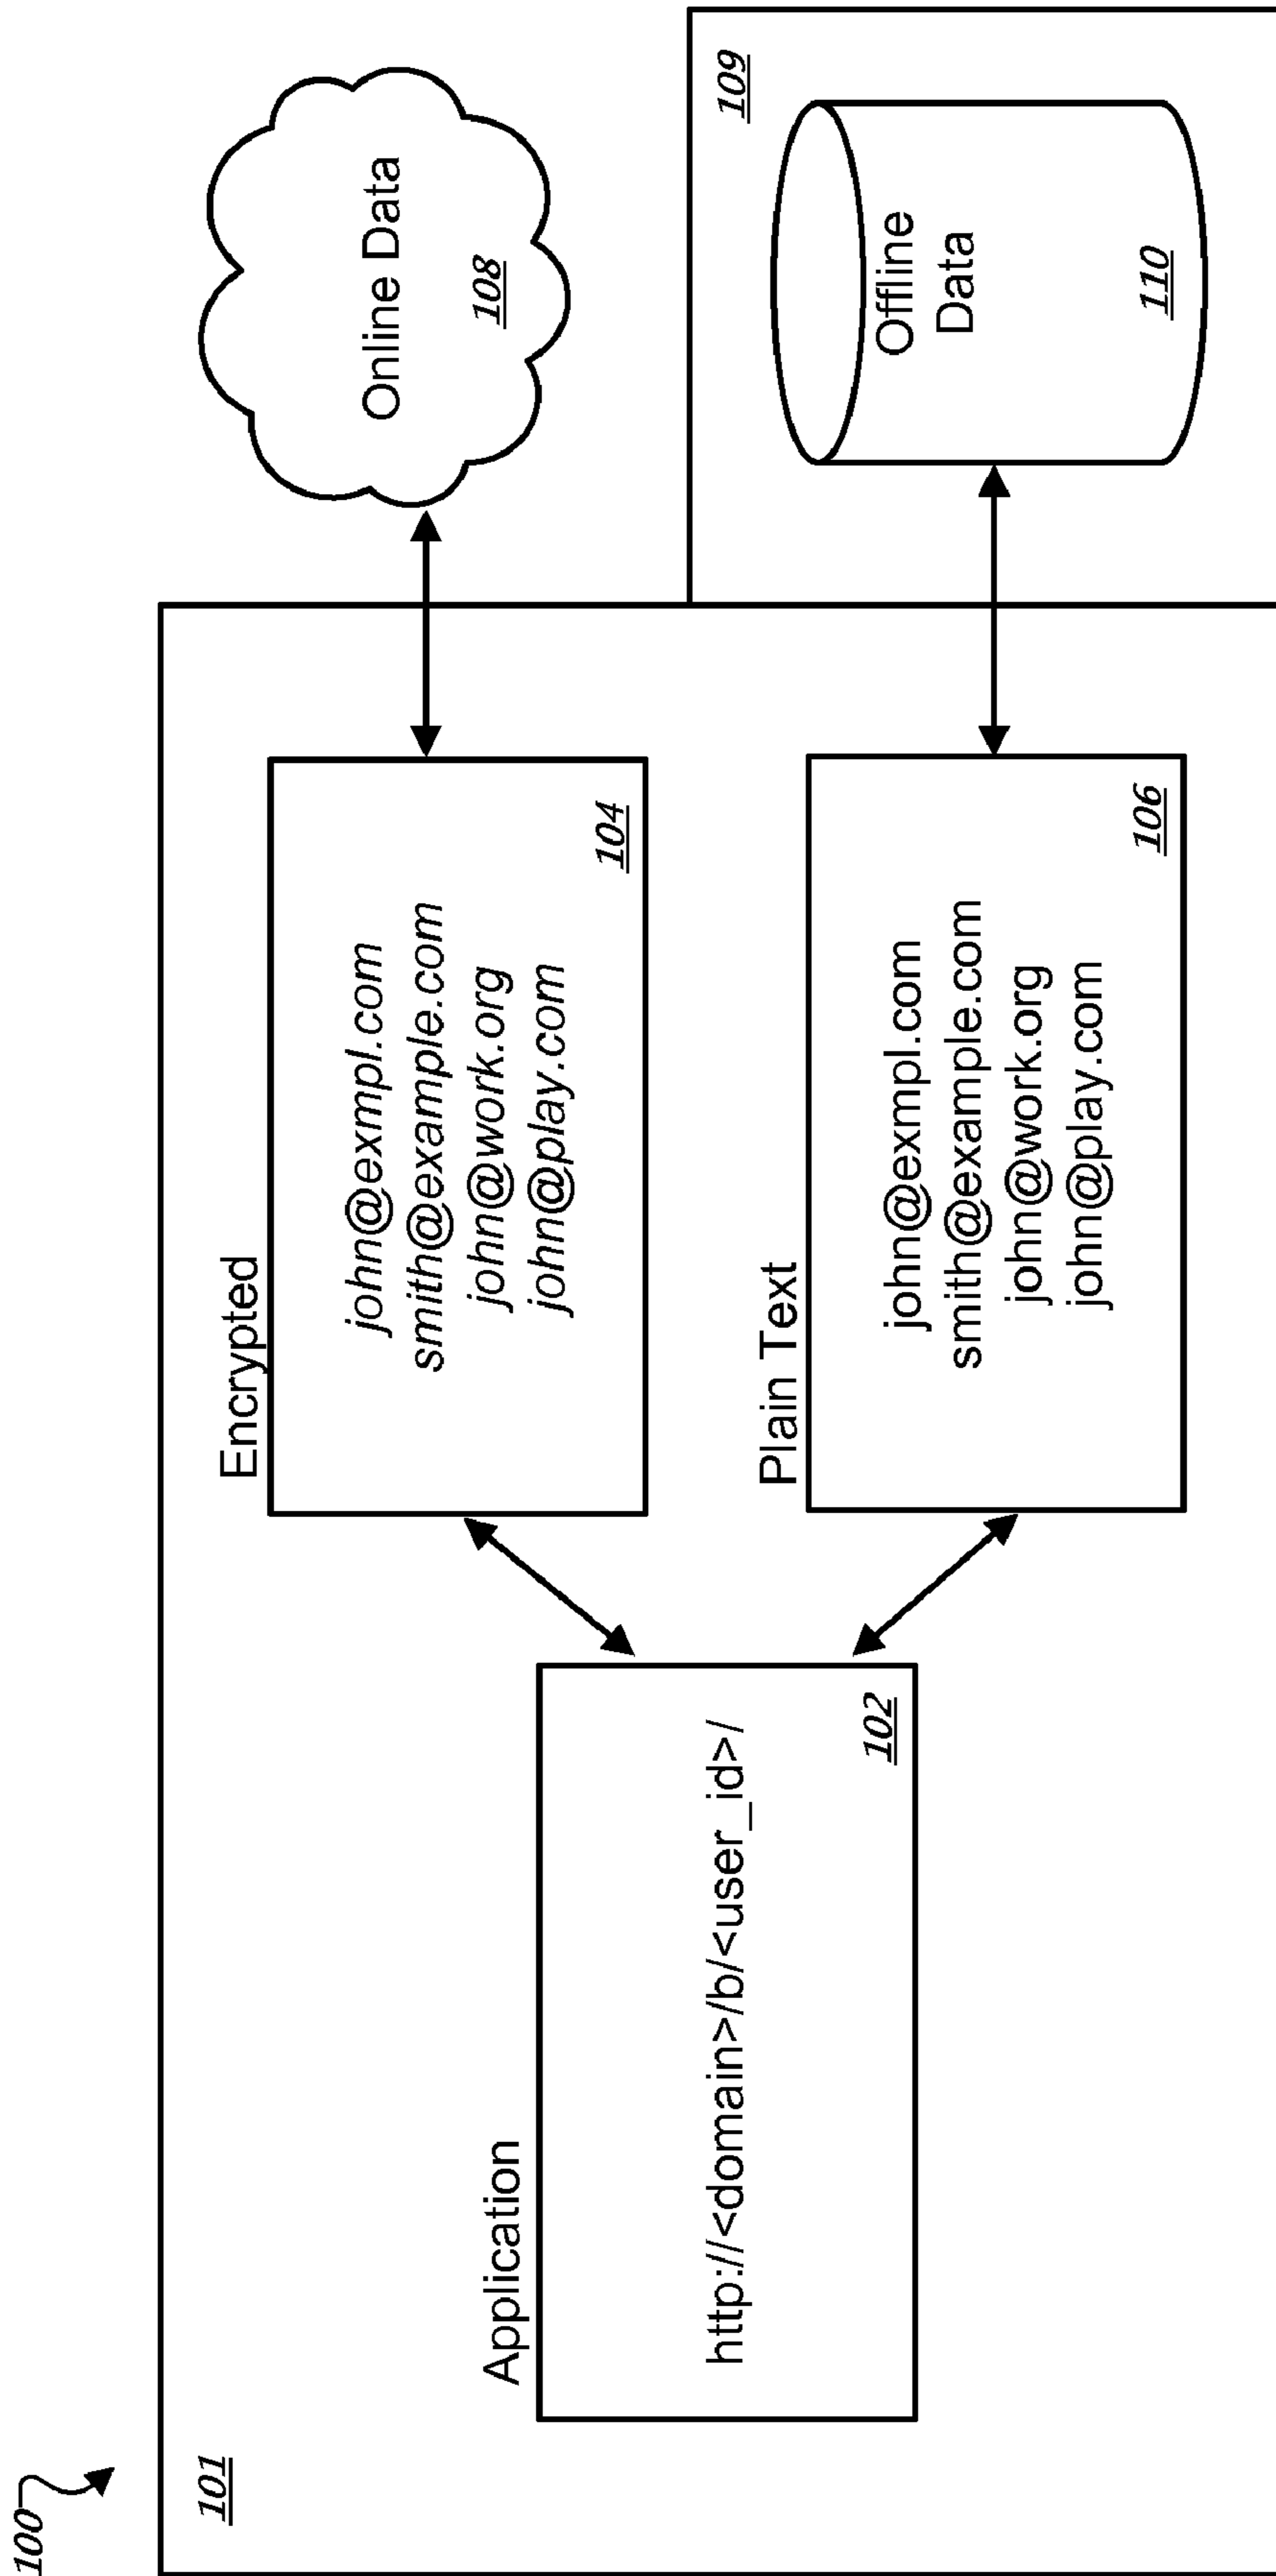 100
101
Application
http://<domain>/b/<user_id>/
102
Encrypted
john@exmpl.com
smith@example.com
john@work.org
john@play.com
104
Plain Text
john@exmpl.com
smith@example.com
john@work.org
john@play.com
106
Online Data
108
109
Offline
Data
110